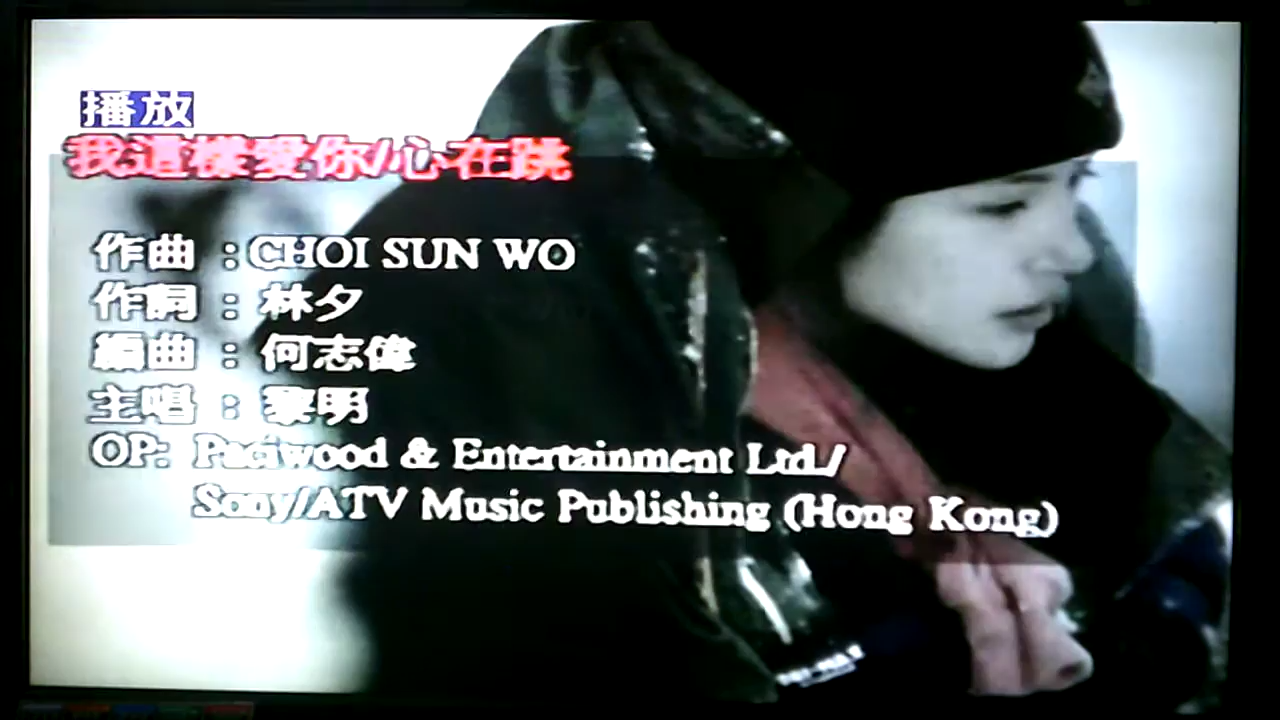 播放
我這樣愛你/心在跳
作曲 : CHOI SUN WO
作詞 : 林夕
編曲 : 何志偉
主唱 : 黎明
OP: Paciwood & Entertainment Ltd./
Sony/ATV Music Publishing (Hong Kong)